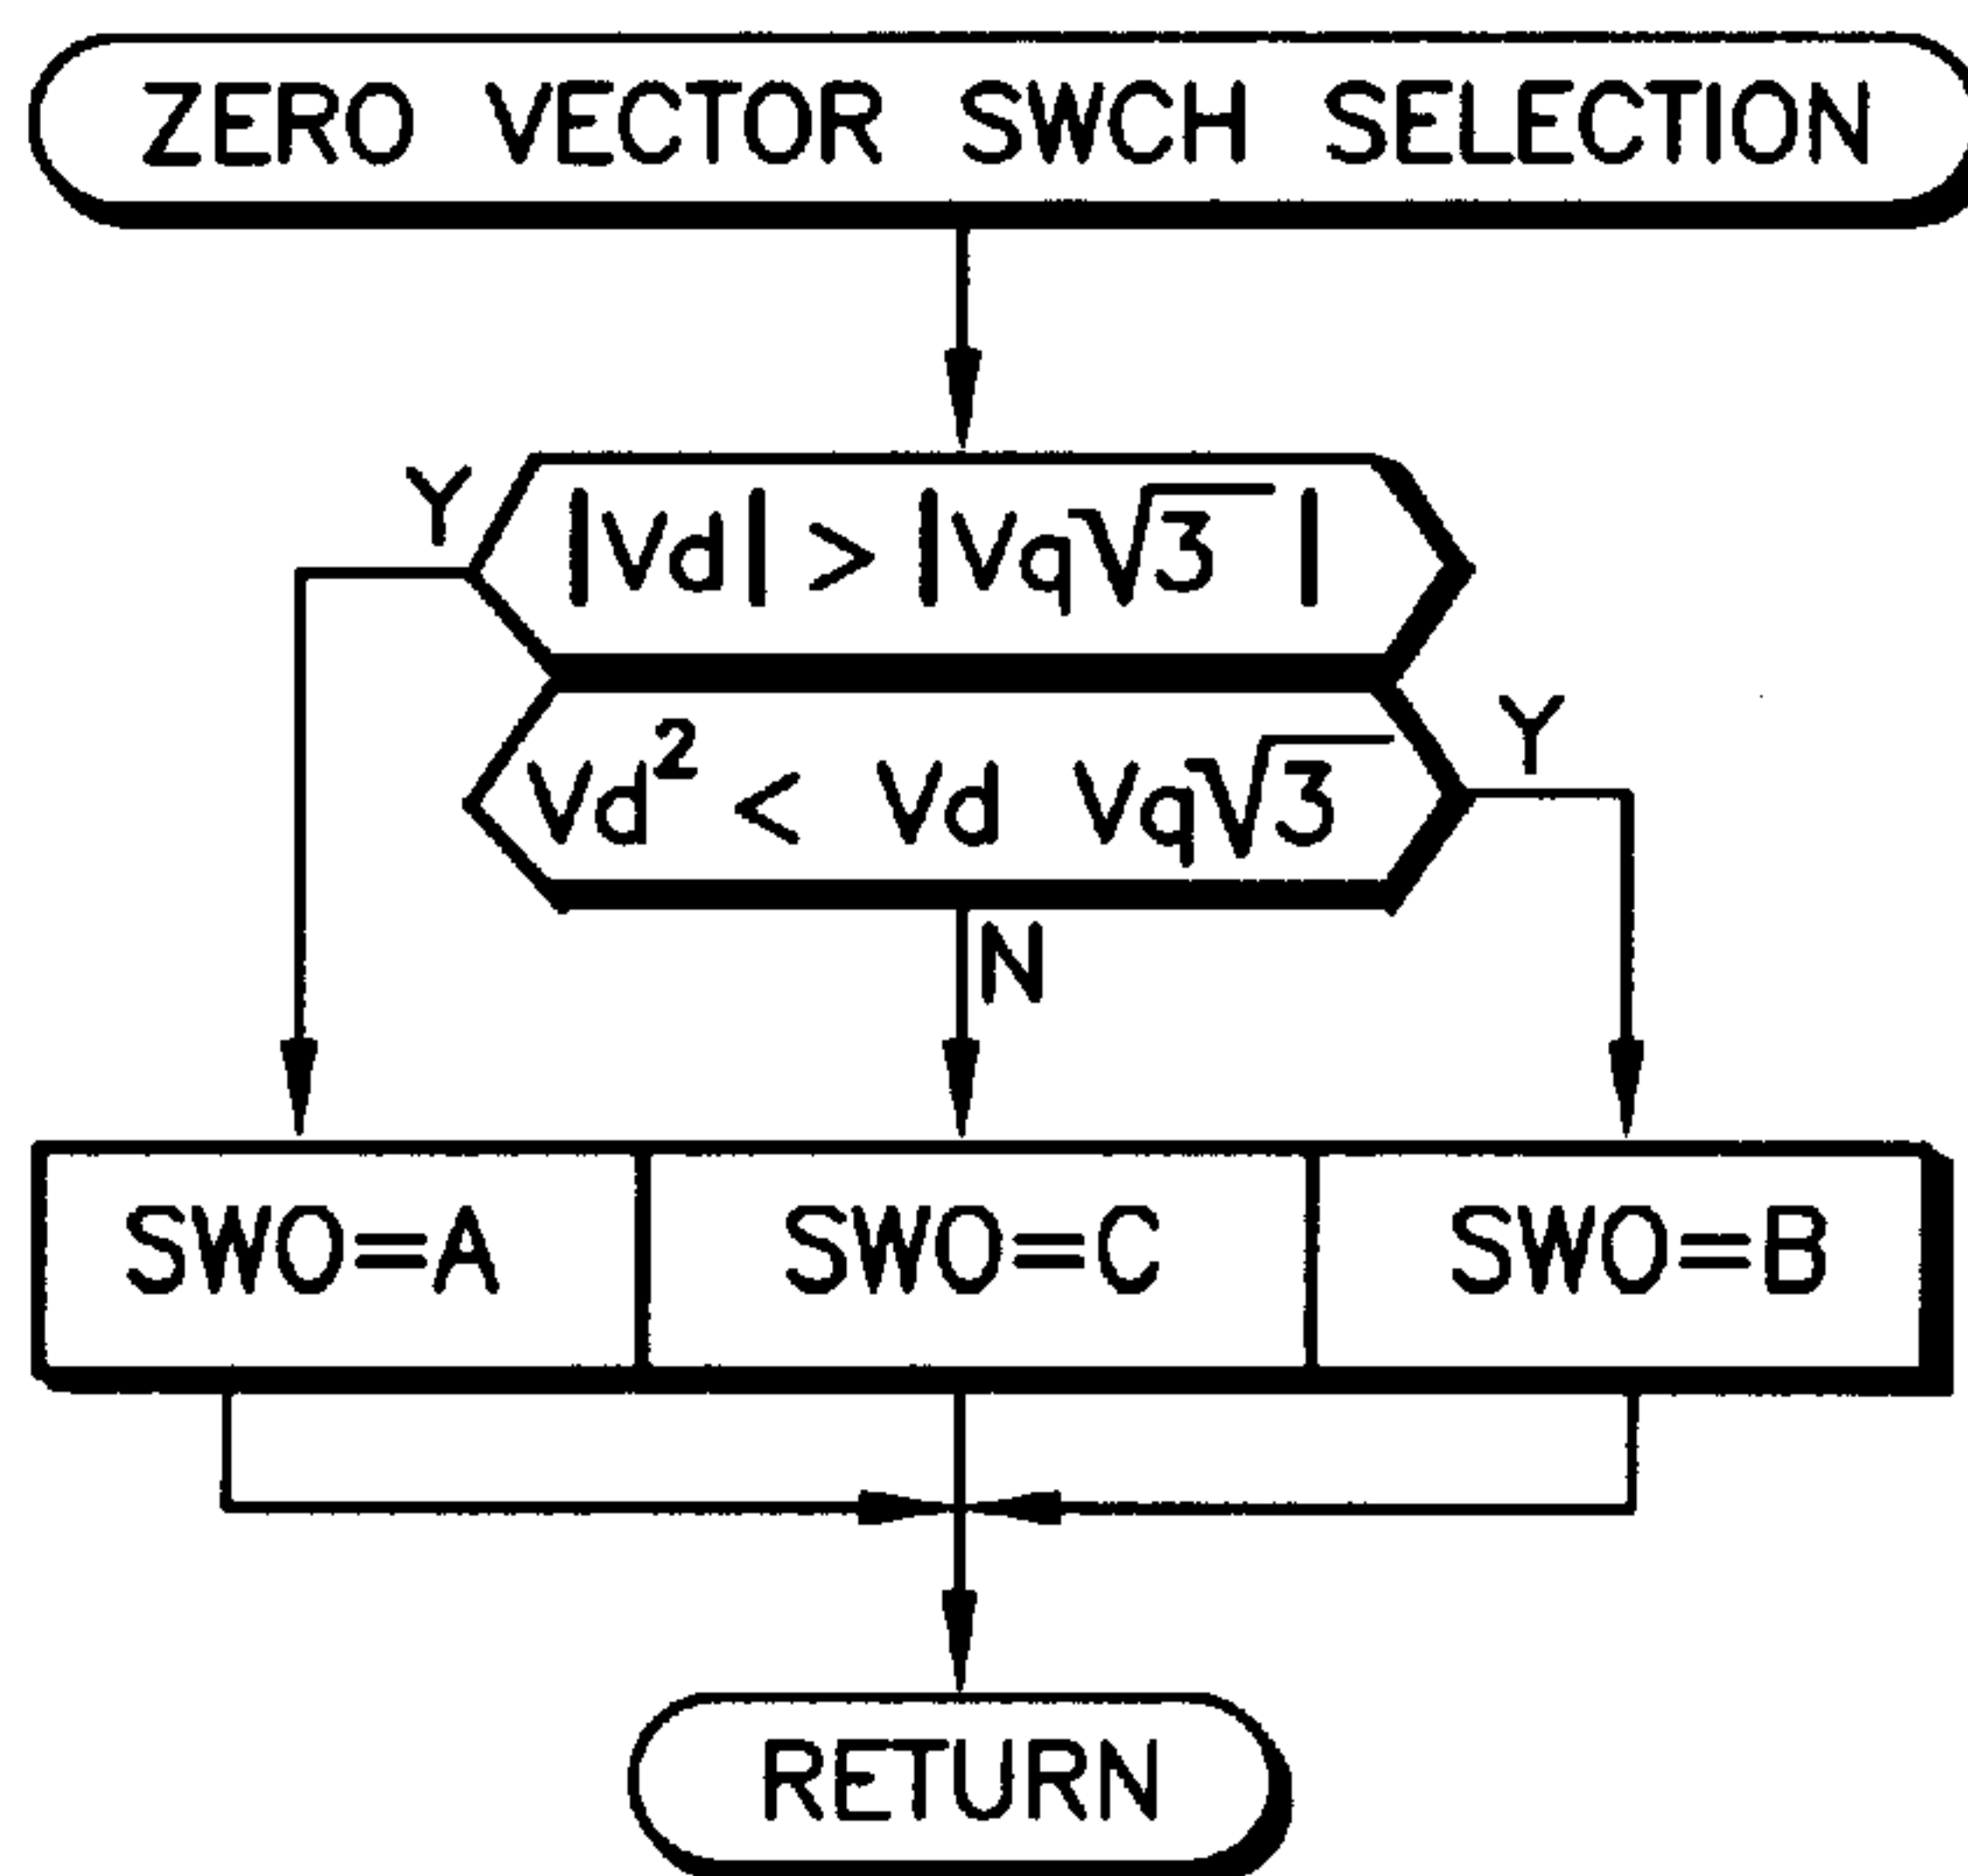 ZERO VECTOR SWCH SELECTION
Y
|Vd| > |Vq√3 |
Vd² < Vd Vq√3
Y
N
SWO=A
SWO=C
SWO=B
RETURN